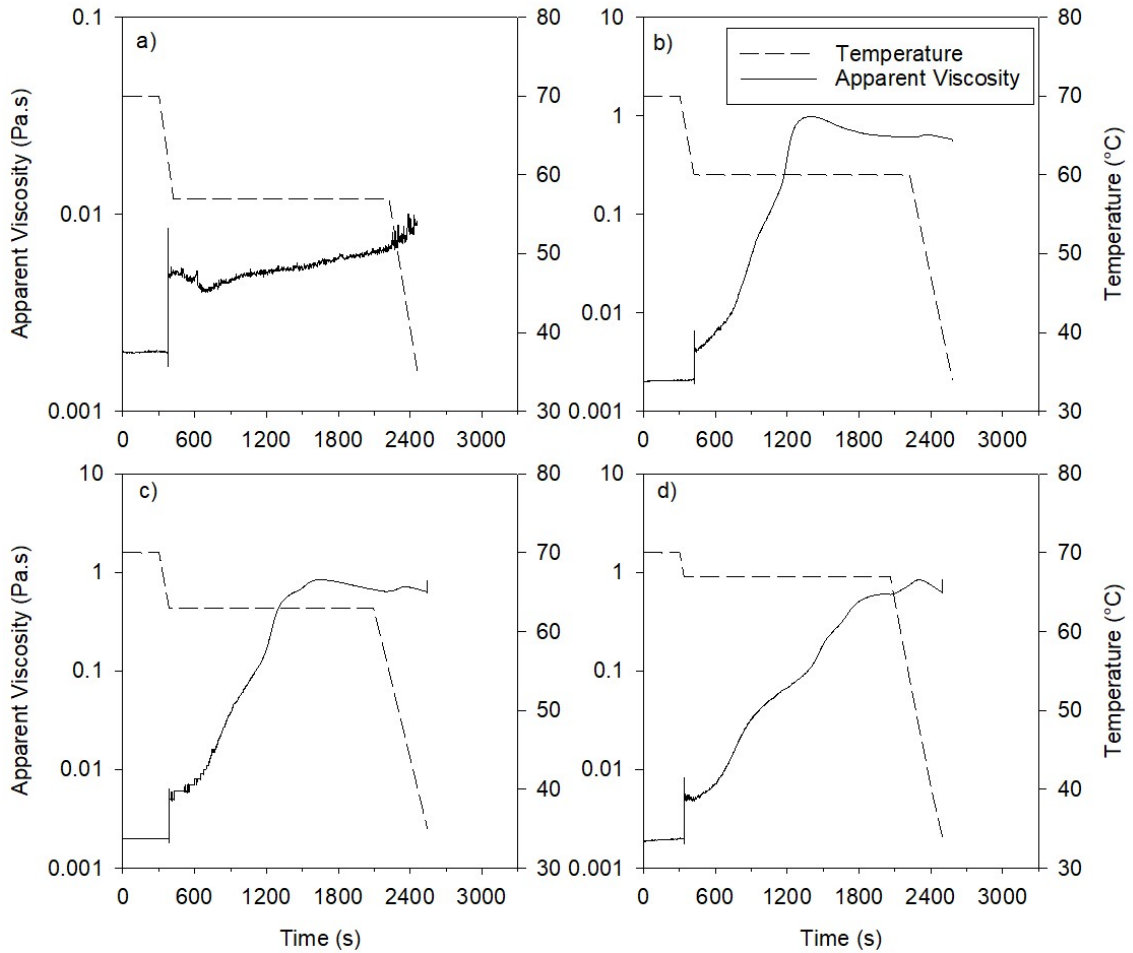 a)
0.1
0.01
0.001
80
70
60
50
40
30
0 600 1200 1800 2400 3000
Apparent Viscosity (Pa.s)
b)
Temperature
Apparent Viscosity
10
1
0.1
0.01
0.001
80
70
60
50
40
30
0 600 1200 1800 2400 3000
Temperature (°C)
c)
10
1
0.1
0.01
0.001
80
70
60
50
40
30
0 600 1200 1800 2400 3000
Apparent Viscosity (Pa.s)
Time (s)
d)
10
1
0.1
0.01
0.001
80
70
60
50
40
30
0 600 1200 1800 2400 3000
Temperature (°C)
Time (s)